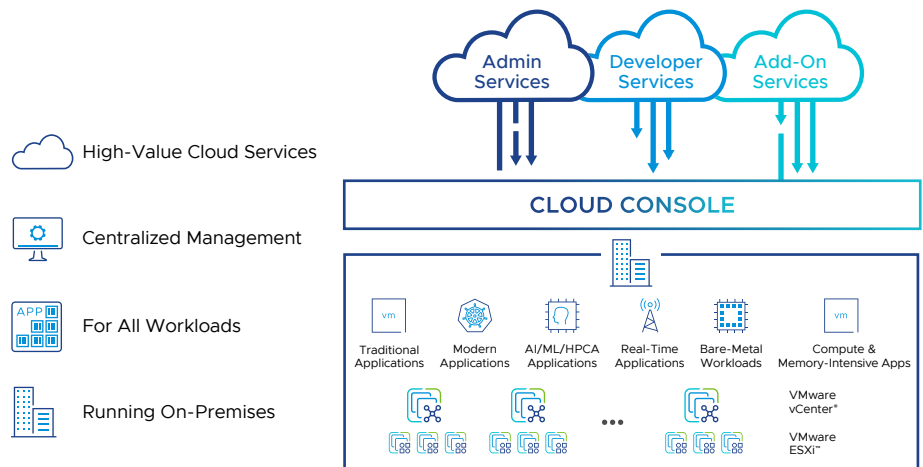 Admin
Services
Developer
Services
Add-On
Services
High-Value Cloud Services
CLOUD CONSOLE
Centralized Management
APP
For All Workloads
Running On-Premises
vm
vm
Traditional
Applications
Modern
Applications
AI/ML/HPCA
Applications
Real-Time
Applications
Bare-Metal
Workloads
Compute &
Memory-Intensive Apps
VMware
vCenter®
VMware
ESXi™